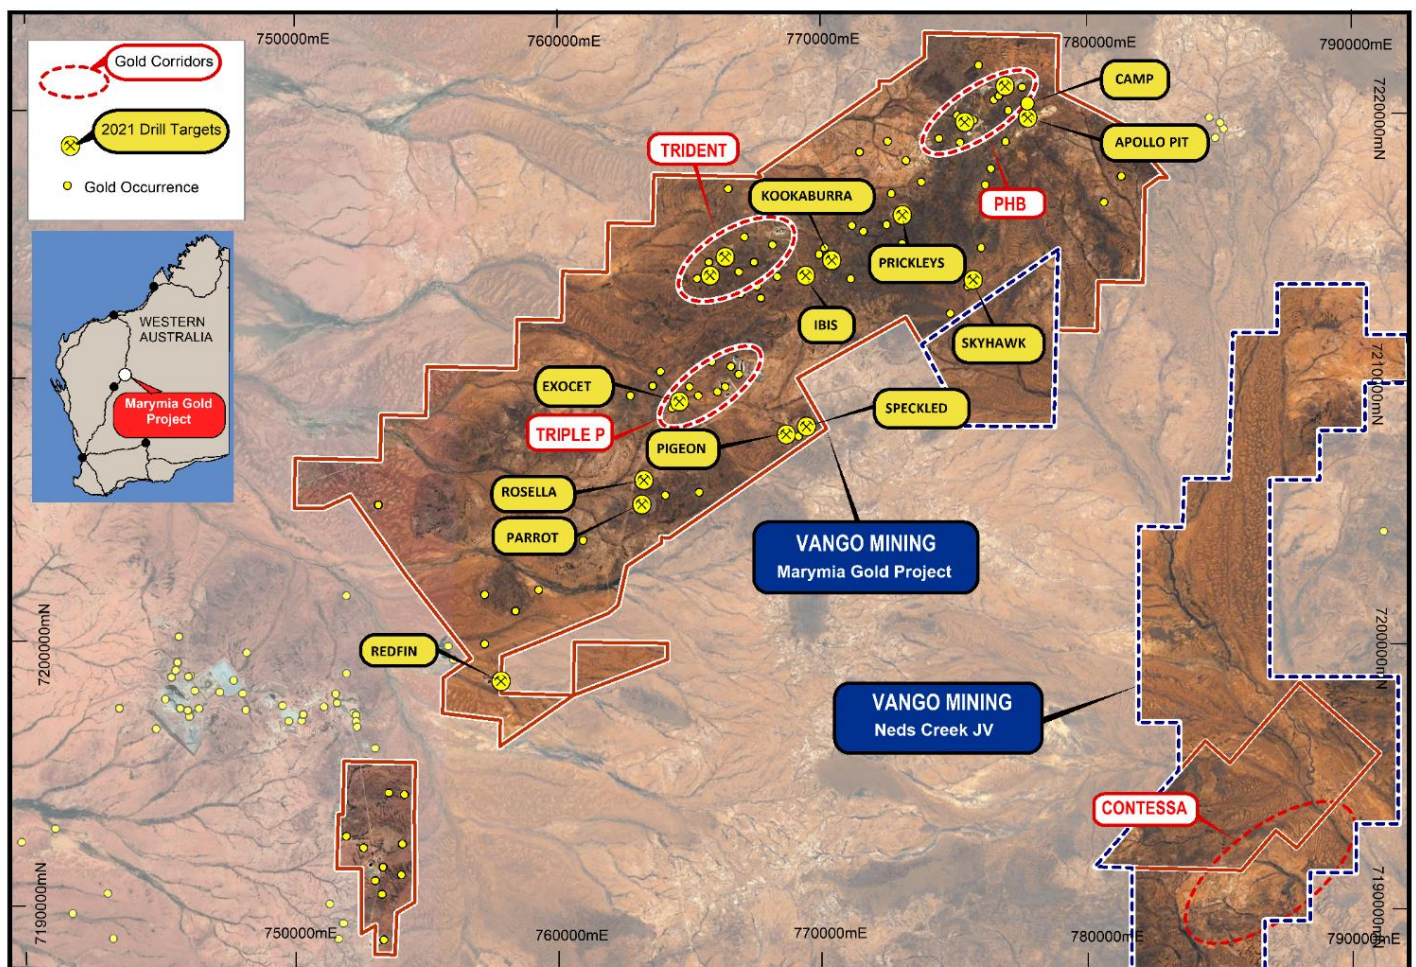 750000mE
760000mE
770000mE
780000mE
790000mE
Gold Corridors
2021 Drill Targets
Gold Occurrence
WESTERN
AUSTRALIA
Marymia Gold
Project
CAMP
7220000mN
APOLLO PIT
TRIDENT
KOOKABURRA
PHB
PRICKLEYS
IBIS
SKYHAWK
7210000mN
EXOCET
SPECKLED
TRIPLE P
PIGEON
ROSELLA
PARROT
VANGO MINING
Marymia Gold Project
7200000mN
REDFIN
7200000mN
VANGO MINING
Neds Creek JV
CONTESSA
7190000mN
7190000mN
750000mE
760000mE
770000mE
780000mE
790000mE